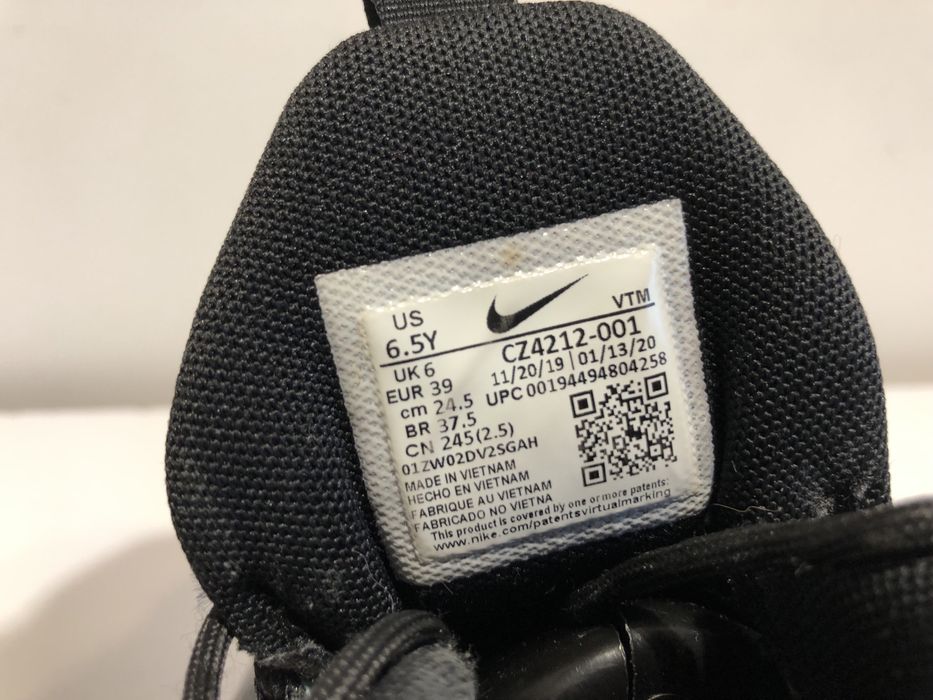 US
VTM
6.5Y
CZ4212-001
UK 6
11/20/19 | 01/13/20
EUR 39
UPC 00194494804258
cm 24.5
BR 37.5
CN 245(2.5)
01ZW02DV2SGAH
MADE IN VIETNAM
HECHO EN VIETNAM
FABRIQUE AU VIETNAM
FABRICADO NO VIETNA
This product is covered by one or more patents:
www.nike.com/patentsvirtualmarking